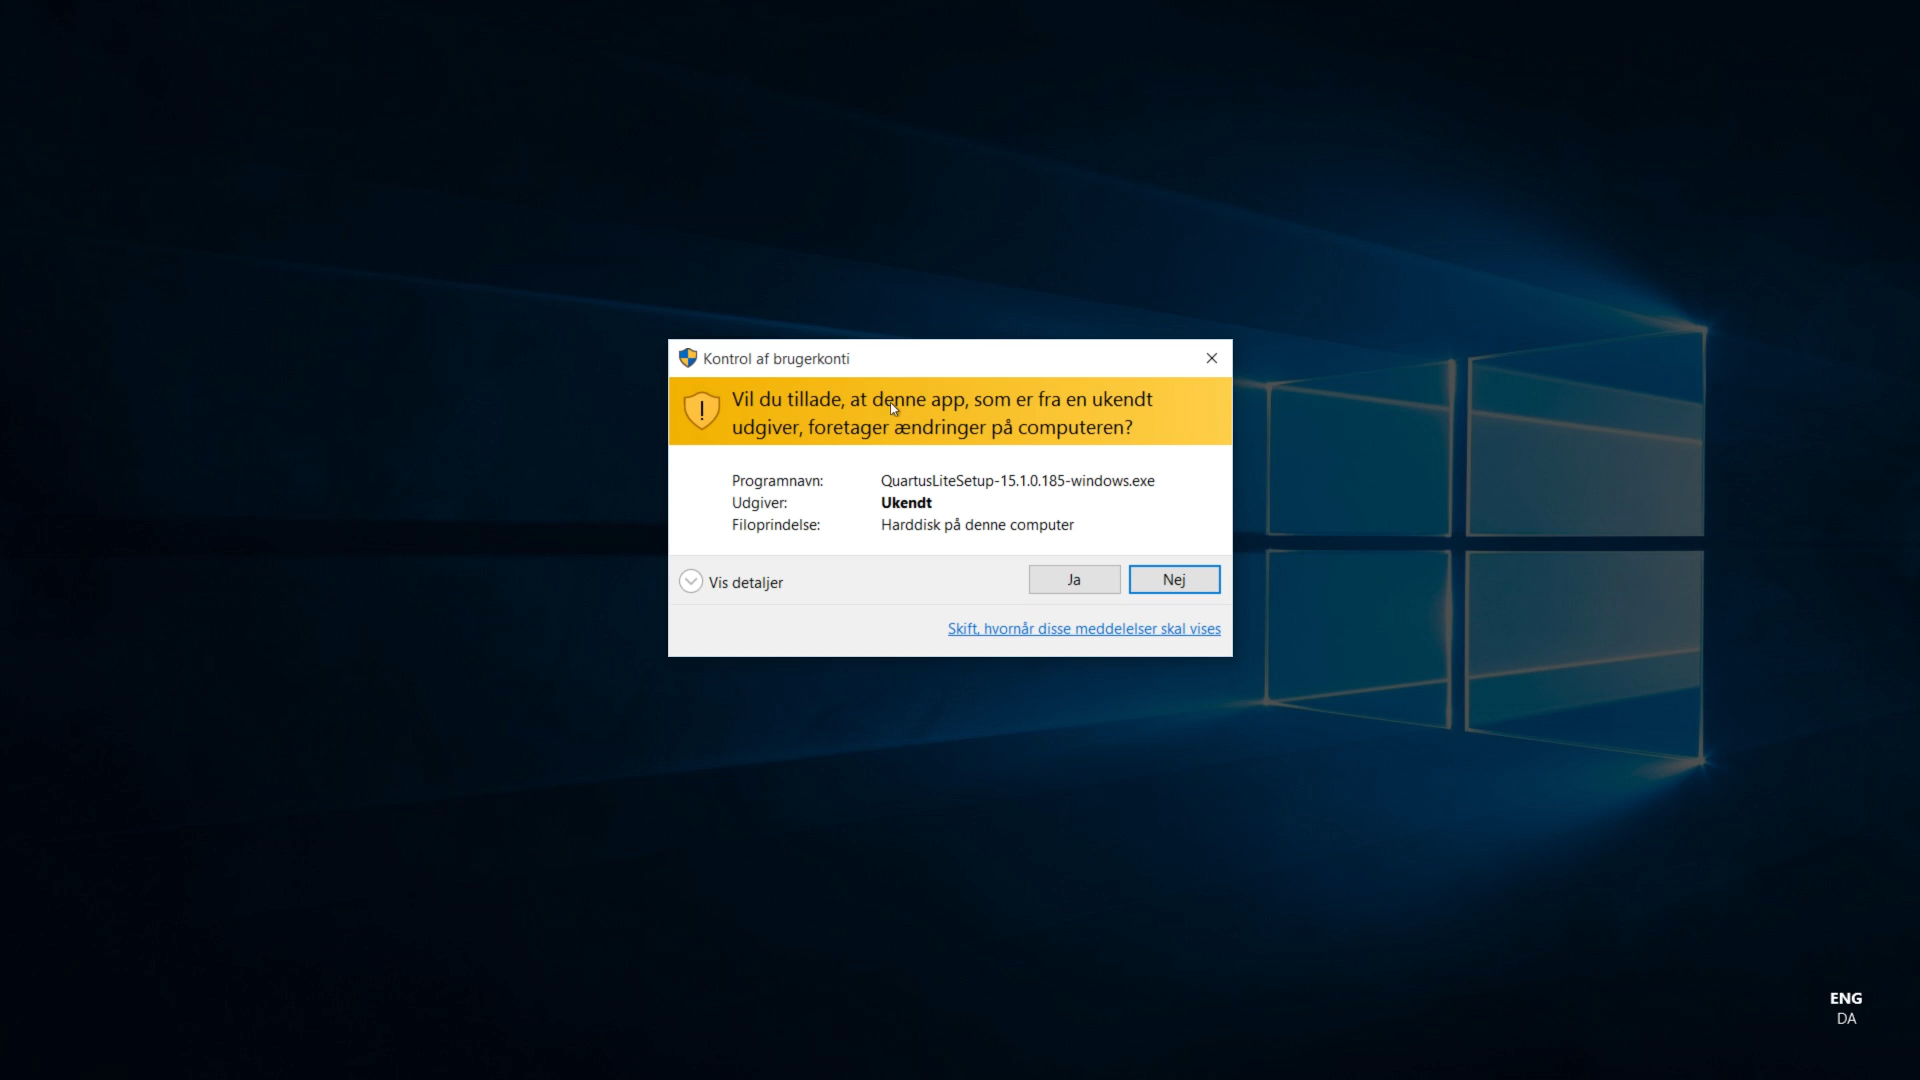 Kontrol af brugerkonti
Vil du tillade, at denne app, som er fra en ukendt
udgiver, foretager ændringer på computeren?
Programnavn: QuartusLiteSetup-15.1.0.185-windows.exe
Udgiver: Ukendt
Filoprindelse: Harddisk på denne computer
Vis detaljer Ja Nej
Skift, hvornår disse meddelelser skal vises
ENG
DA